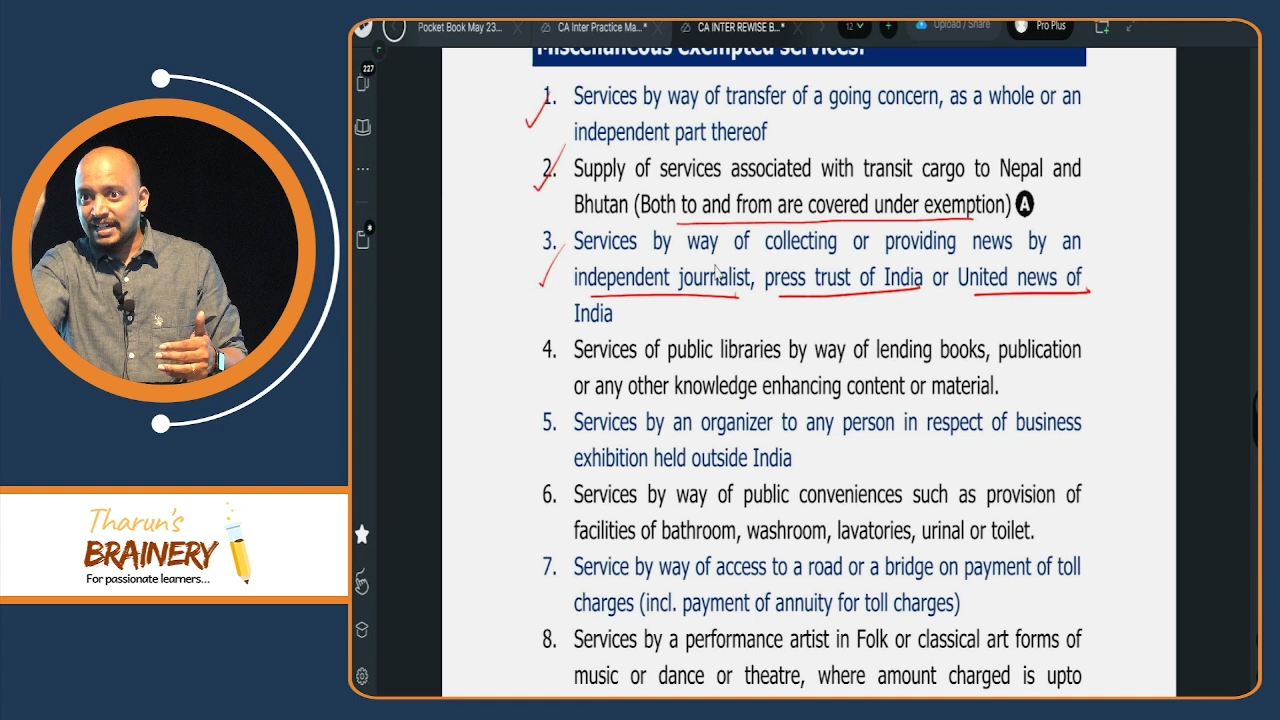 Pocket Book May 23...
CA Inter Practice Ma...*
CA INTER REWISE B...*
12
Upload / Share
Pro Plus
227
Miscellaneous exempted services:
1. Services by way of transfer of a going concern, as a whole or an
independent part thereof
2. Supply of services associated with transit cargo to Nepal and
Bhutan (Both to and from are covered under exemption) A
3. Services by way of collecting or providing news by an
independent journalist, press trust of India or United news of
India
4. Services of public libraries by way of lending books, publication
or any other knowledge enhancing content or material.
5. Services by an organizer to any person in respect of business
exhibition held outside India
6. Services by way of public conveniences such as provision of
facilities of bathroom, washroom, lavatories, urinal or toilet.
7. Service by way of access to a road or a bridge on payment of toll
charges (incl. payment of annuity for toll charges)
8. Services by a performance artist in Folk or classical art forms of
music or dance or theatre, where amount charged is upto
Tharun's
BRAINERY
For passionate learners...